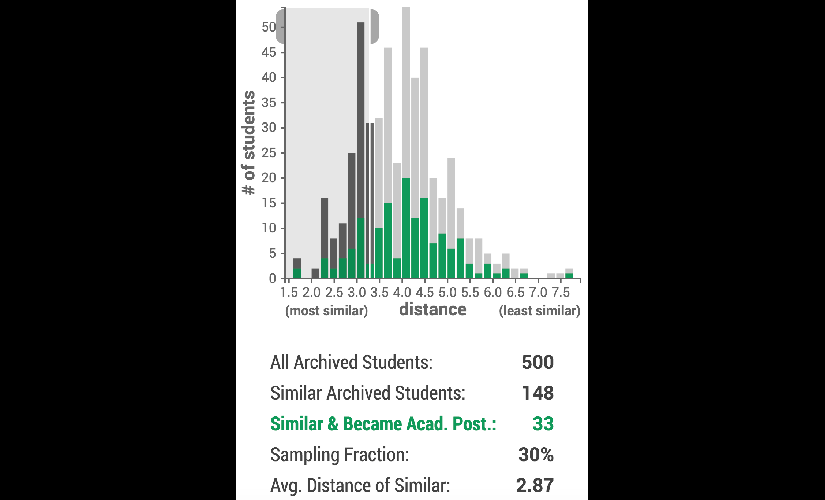 50
45
40
35
30
25
20
15
10
5
0
# of students
1.5 2.0 2.5 3.0 3.5 4.0 4.5 5.0 5.5 6.0 6.5 7.0 7.5
(most similar) distance (least similar)
All Archived Students: 500
Similar Archived Students: 148
Similar & Became Acad. Post.: 33
Sampling Fraction: 30%
Avg. Distance of Similar: 2.87